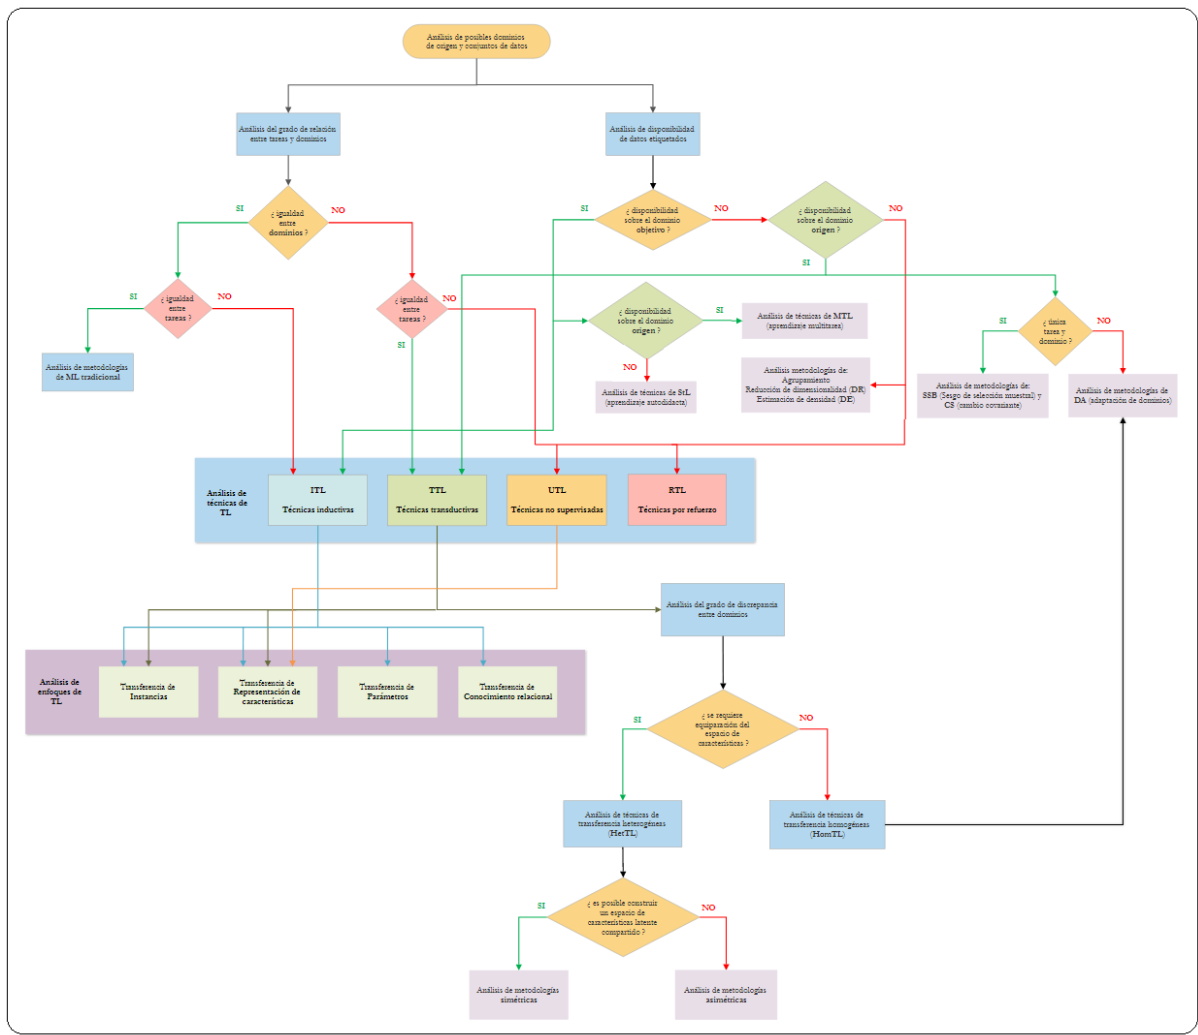 Análisis de posibles dominios
de origen y conjuntos de datos
Análisis del grado de relación
entre tareas y dominios
Análisis de disponibilidad
de datos etiquetados
SI
¿ igualdad
entre
dominios ?
NO
SI
¿ disponibilidad
sobre el dominio
objetivo ?
NO
¿ disponibilidad
sobre el dominio
origen ?
NO
SI
SI
¿ igualdad
entre
tareas ?
NO
¿ igualdad
entre
tareas ?
NO
SI
¿ disponibilidad
sobre el dominio
origen ?
SI
NO
Análisis de técnicas de MTL
(aprendizaje multitarea)
SI
¿ única
tarea y
dominio ?
NO
Análisis de metodologías
de ML tradicional
Análisis de técnicas de StL
(aprendizaje autodidacta)
Análisis metodologías de:
Agrupamiento
Reducción de dimensionalidad (DR)
Estimación de densidad (DE)
Análisis de metodologías de:
SSB (Sesgo de selección muestral) y
CS (cambio covariante)
Análisis de metodologías de
DA (adaptación de dominios)
Análisis de
técnicas de
TL
ITL
Técnicas inductivas
TTL
Técnicas transductivas
UTL
Técnicas no supervisadas
RTL
Técnicas por refuerzo
Análisis del grado de discrepancia
entre dominios
Análisis de
enfoques de
TL
Transferencia de
Instancias
Transferencia de
Representación de
características
Transferencia de
Parámetros
Transferencia de
Conocimiento relacional
SI
¿ se requiere
equiparación del
espacio de
características ?
NO
Análisis de técnicas de
transferencia heterogéneas
(HetTL)
Análisis de técnicas de
transferencia homogéneas
(HomTL)
SI
¿ es posible construir
un espacio de
características latente
compartido ?
NO
Análisis de metodologías
simétricas
Análisis de metodologías
asimétricas